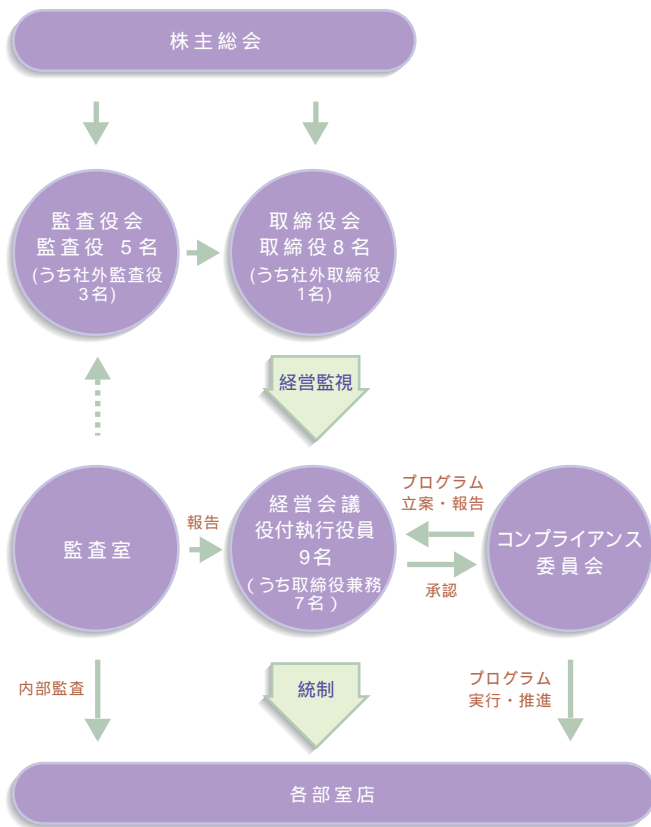 株主総会
監査役会
監査役 5名
(うち社外監査役
3名)
取締役会
取締役8名
(うち社外取締役
1名)
経営監視
監査室
報告
経営会議
役付執行役員
9名
(うち取締役兼務
7名)
プログラム
立案・報告
承認
コンプライアンス
委員会
内部監査
統制
プログラム
実行・推進
各部室店